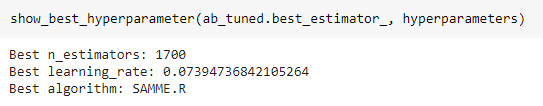 show_best_hyperparameter(ab_tuned.best_estimator_, hyperparameters)
Best n_estimators: 1700
Best learning_rate: 0.07394736842105264
Best algorithm: SAMME.R